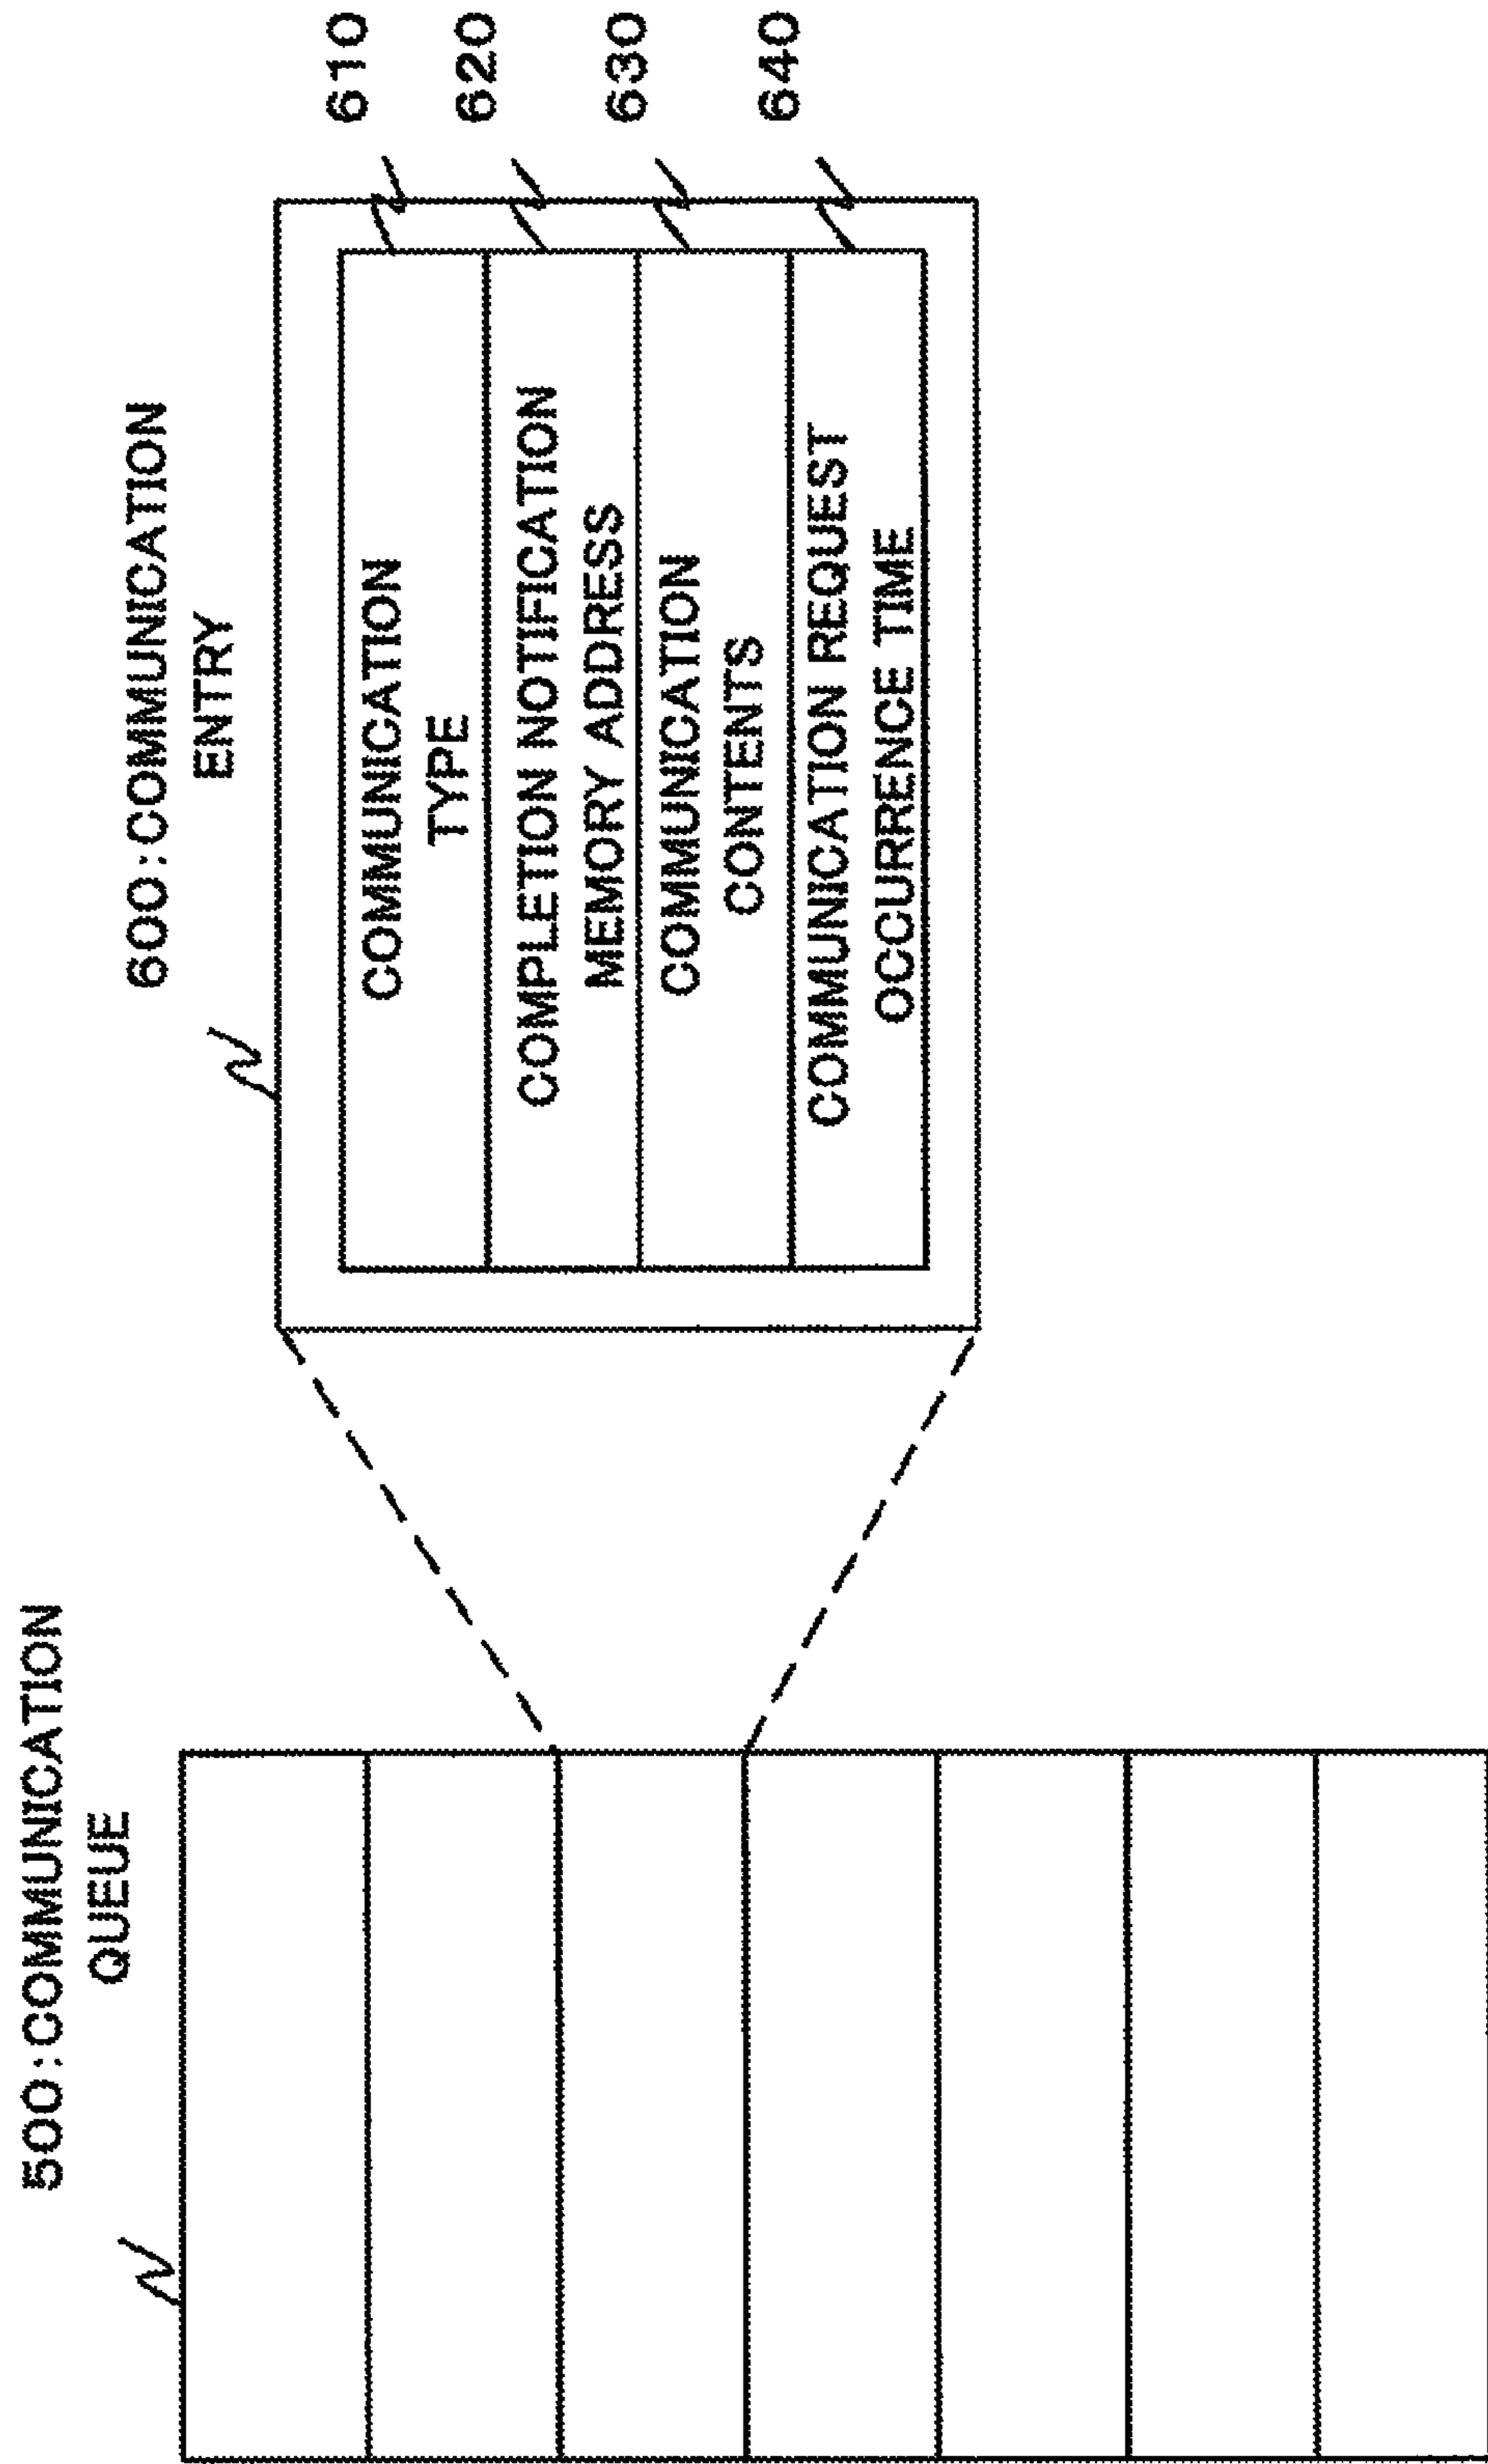 500:COMMUNICATION
QUEUE
600:COMMUNICATION
ENTRY
COMMUNICATION
TYPE
610
COMPLETION NOTIFICATION
MEMORY ADDRESS
620
COMMUNICATION
CONTENTS
630
COMMUNICATION REQUEST
OCCURRENCE TIME
640